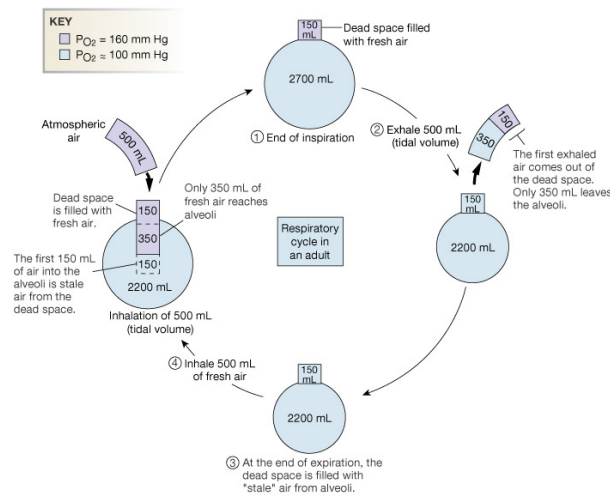 KEY
PO2 = 160 mm Hg
PO2 ≈ 100 mm Hg
150
mL
Dead space filled
with fresh air
2700 mL
① End of inspiration
② Exhale 500 mL
(tidal volume)
150
350
The first exhaled
air comes out of
the dead space.
Only 350 mL leaves
the alveoli.
150
mL
2200 mL
Atmospheric
air
500 mL
Dead space
is filled with
fresh air.
Only 350 mL of
fresh air reaches
alveoli
150
350
150
The first 150 mL
of air into the
alveoli is stale
air from the
dead space.
2200 mL
Inhalation of 500 mL
(tidal volume)
Respiratory
cycle in
an adult
④ Inhale 500 mL
of fresh air
150
mL
2200 mL
③ At the end of expiration, the
dead space is filled with
"stale" air from alveoli.